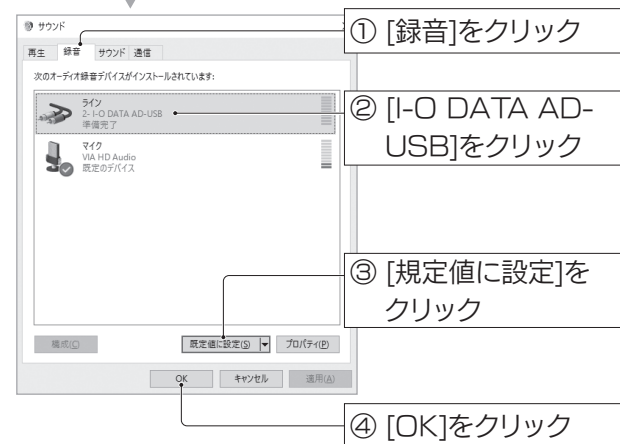 サウンド
① [録音]をクリック
再生 録音 サウンド 通信
次のオーディオ録音デバイスがインストールされています:
ライン
2- I-O DATA AD-USB
準備完了
② [I-O DATA AD-
USB]をクリック
マイク
VIA HD Audio
既定のデバイス
③ [規定値に設定]を
クリック
構成(C) 既定値に設定(S) プロパティ(P)
OK キャンセル 適用(A)
④ [OK]をクリック